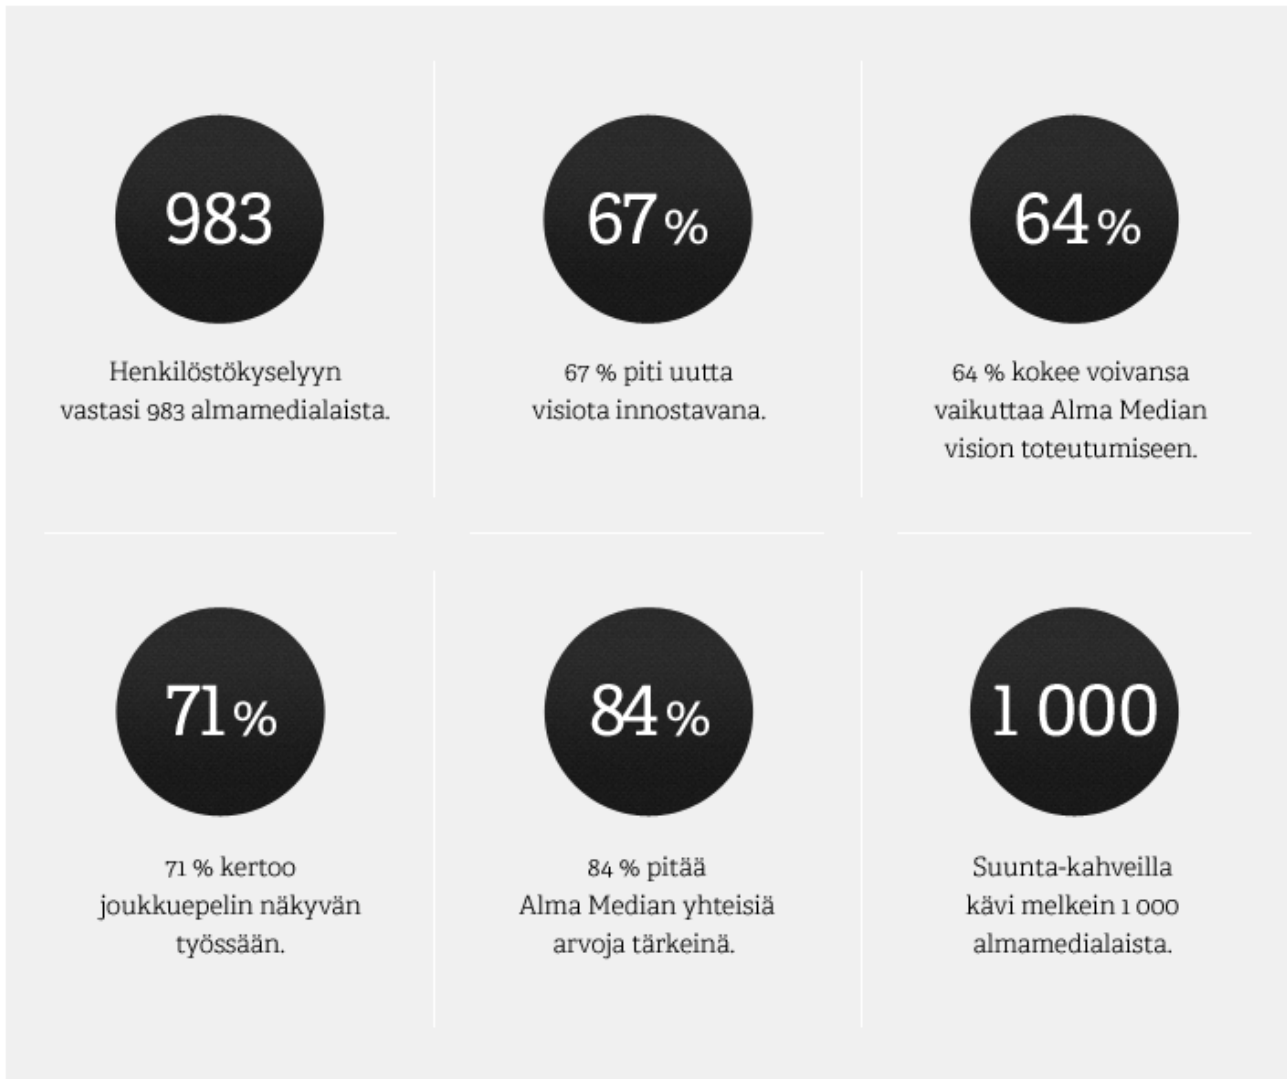 983
Henkilöstökyselyyn
vastasi 983 almamedialaista.
67 %
67 % piti uutta
visiota innostavana.
64 %
64 % kokee voivansa
vaikuttaa Alma Median
vision toteutumiseen.
71 %
71 % kertoo
joukkuepelin näkyvän
työssään.
84 %
84 % pitää
Alma Median yhteisiä
arvoja tärkeinä.
1 000
Suunta-kahveilla
kävi melkein 1 000
almamedialaista.